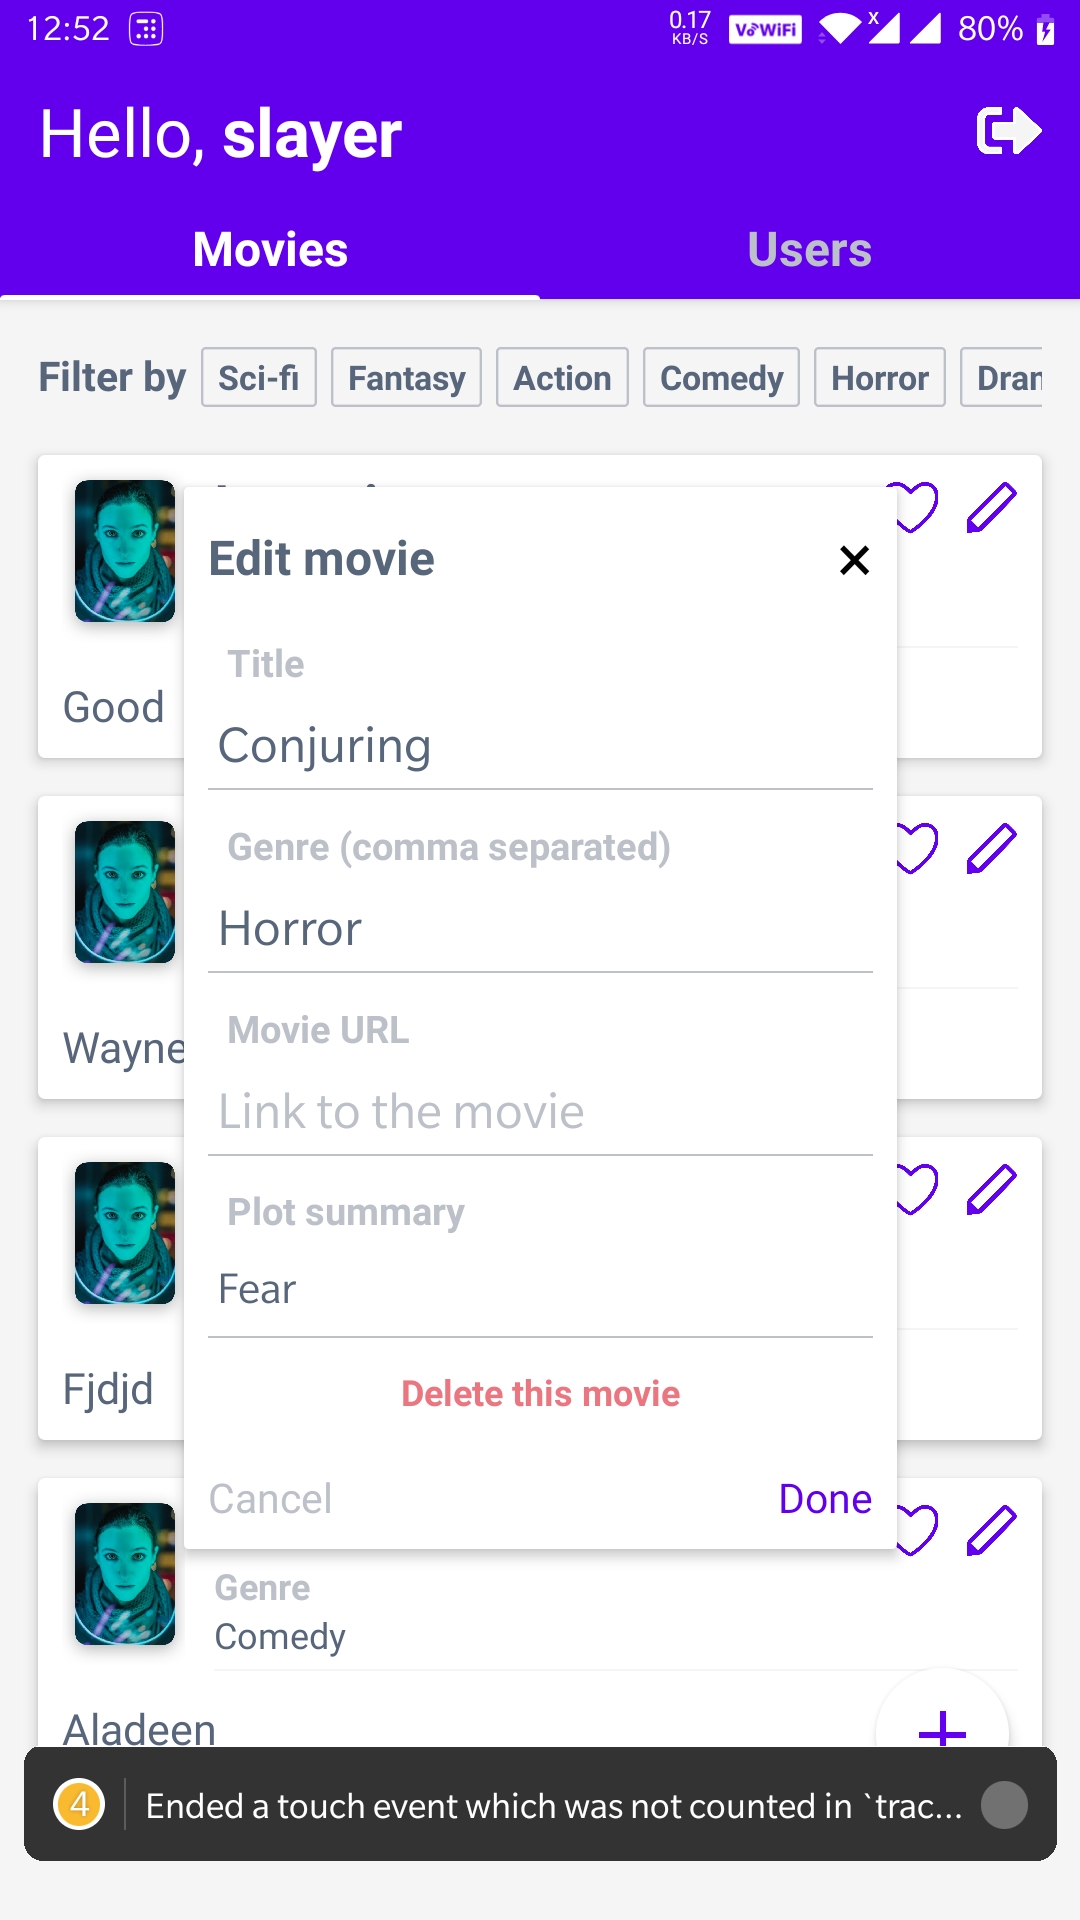 12:52
0.17 KB/S VoWiFi x 80%
Hello, slayer
Movies Users
Filter by Sci-fi Fantasy Action Comedy Horror
Edit movie
Title
Good
Conjuring
Genre (comma separated)
Horror
Wayne
Movie URL
Link to the movie
Plot summary
Fear
Fjdjd
Delete this movie
Cancel Done
Genre
Comedy
Aladeen
4 Ended a touch event which was not counted in `trac...